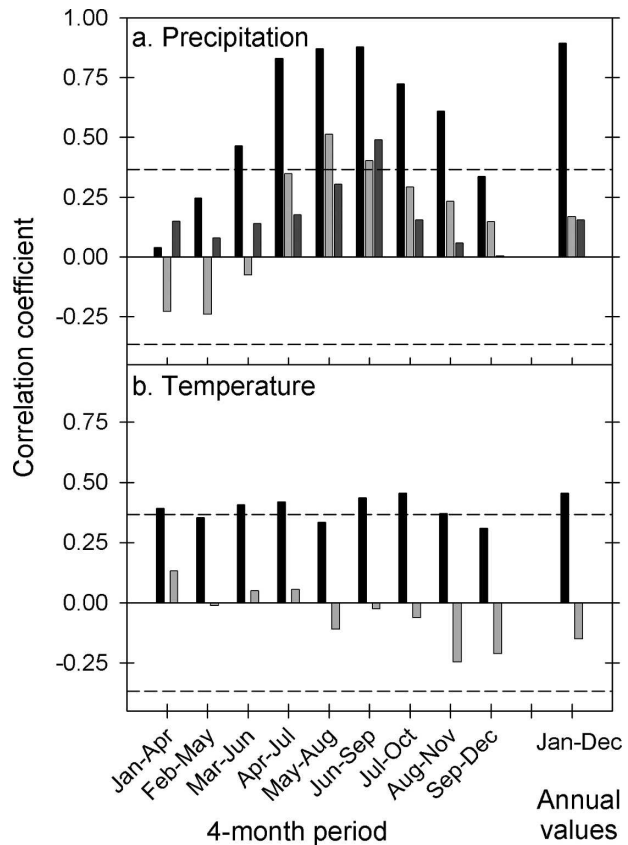 1.00
a. Precipitation
0.75
0.50
0.25
0.00
-0.25
b. Temperature
0.75
0.50
0.25
0.00
-0.25
Correlation coefficient
Jan-Apr
Feb-May
Mar-Jun
Apr-Jul
May-Aug
Jun-Sep
Jul-Oct
Aug-Nov
Sep-Dec
Jan-Dec
4-month period
Annual
values